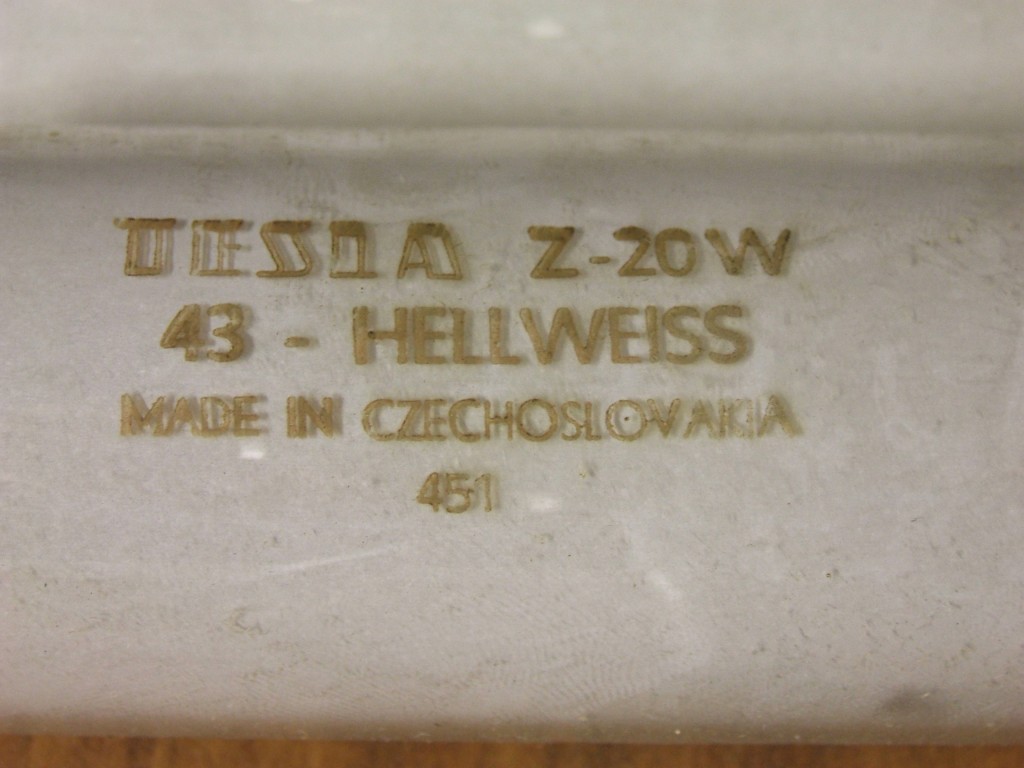 TESLA Z-20W
43 - HELLWEISS
MADE IN CZECHOSLOVAKIA
451